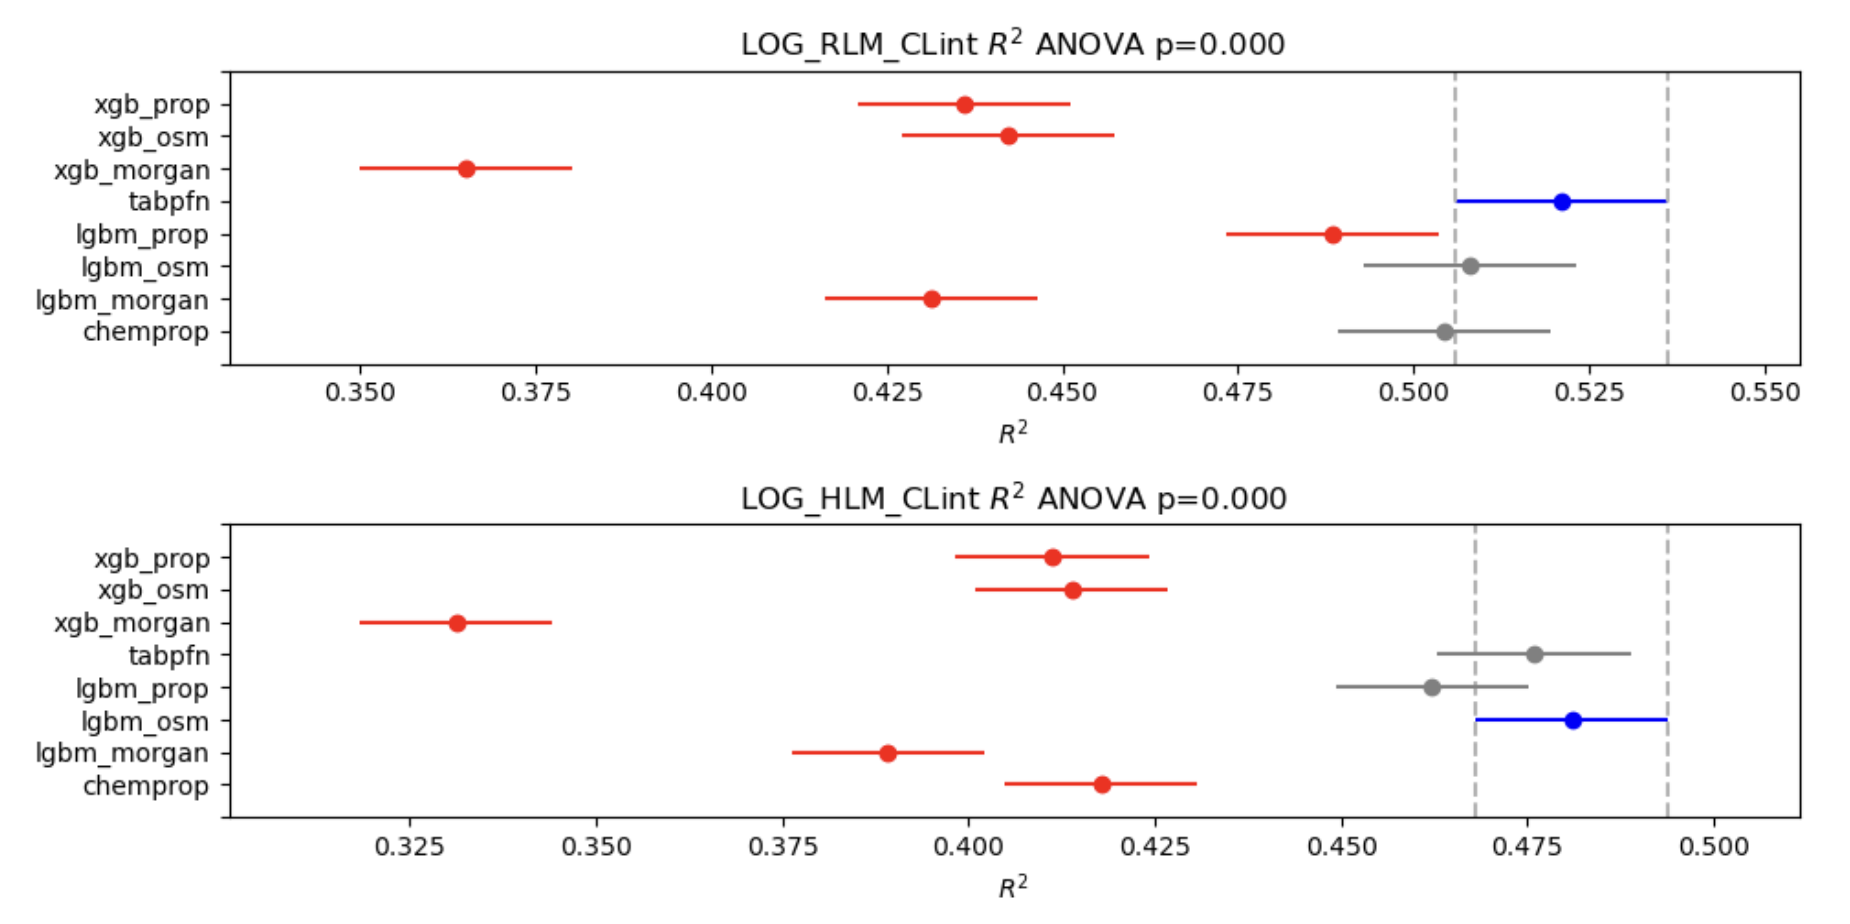 LOG_RLM_CLint R² ANOVA p=0.000
xgb_prop
xgb_osm
xgb_morgan
tabpfn
lgbm_prop
lgbm_osm
lgbm_morgan
chemprop
0.350 0.375 0.400 0.425 0.450 0.475 0.500 0.525 0.550
R²
LOG_HLM_CLint R² ANOVA p=0.000
xgb_prop
xgb_osm
xgb_morgan
tabpfn
lgbm_prop
lgbm_osm
lgbm_morgan
chemprop
0.325 0.350 0.375 0.400 0.425 0.450 0.475 0.500
R²